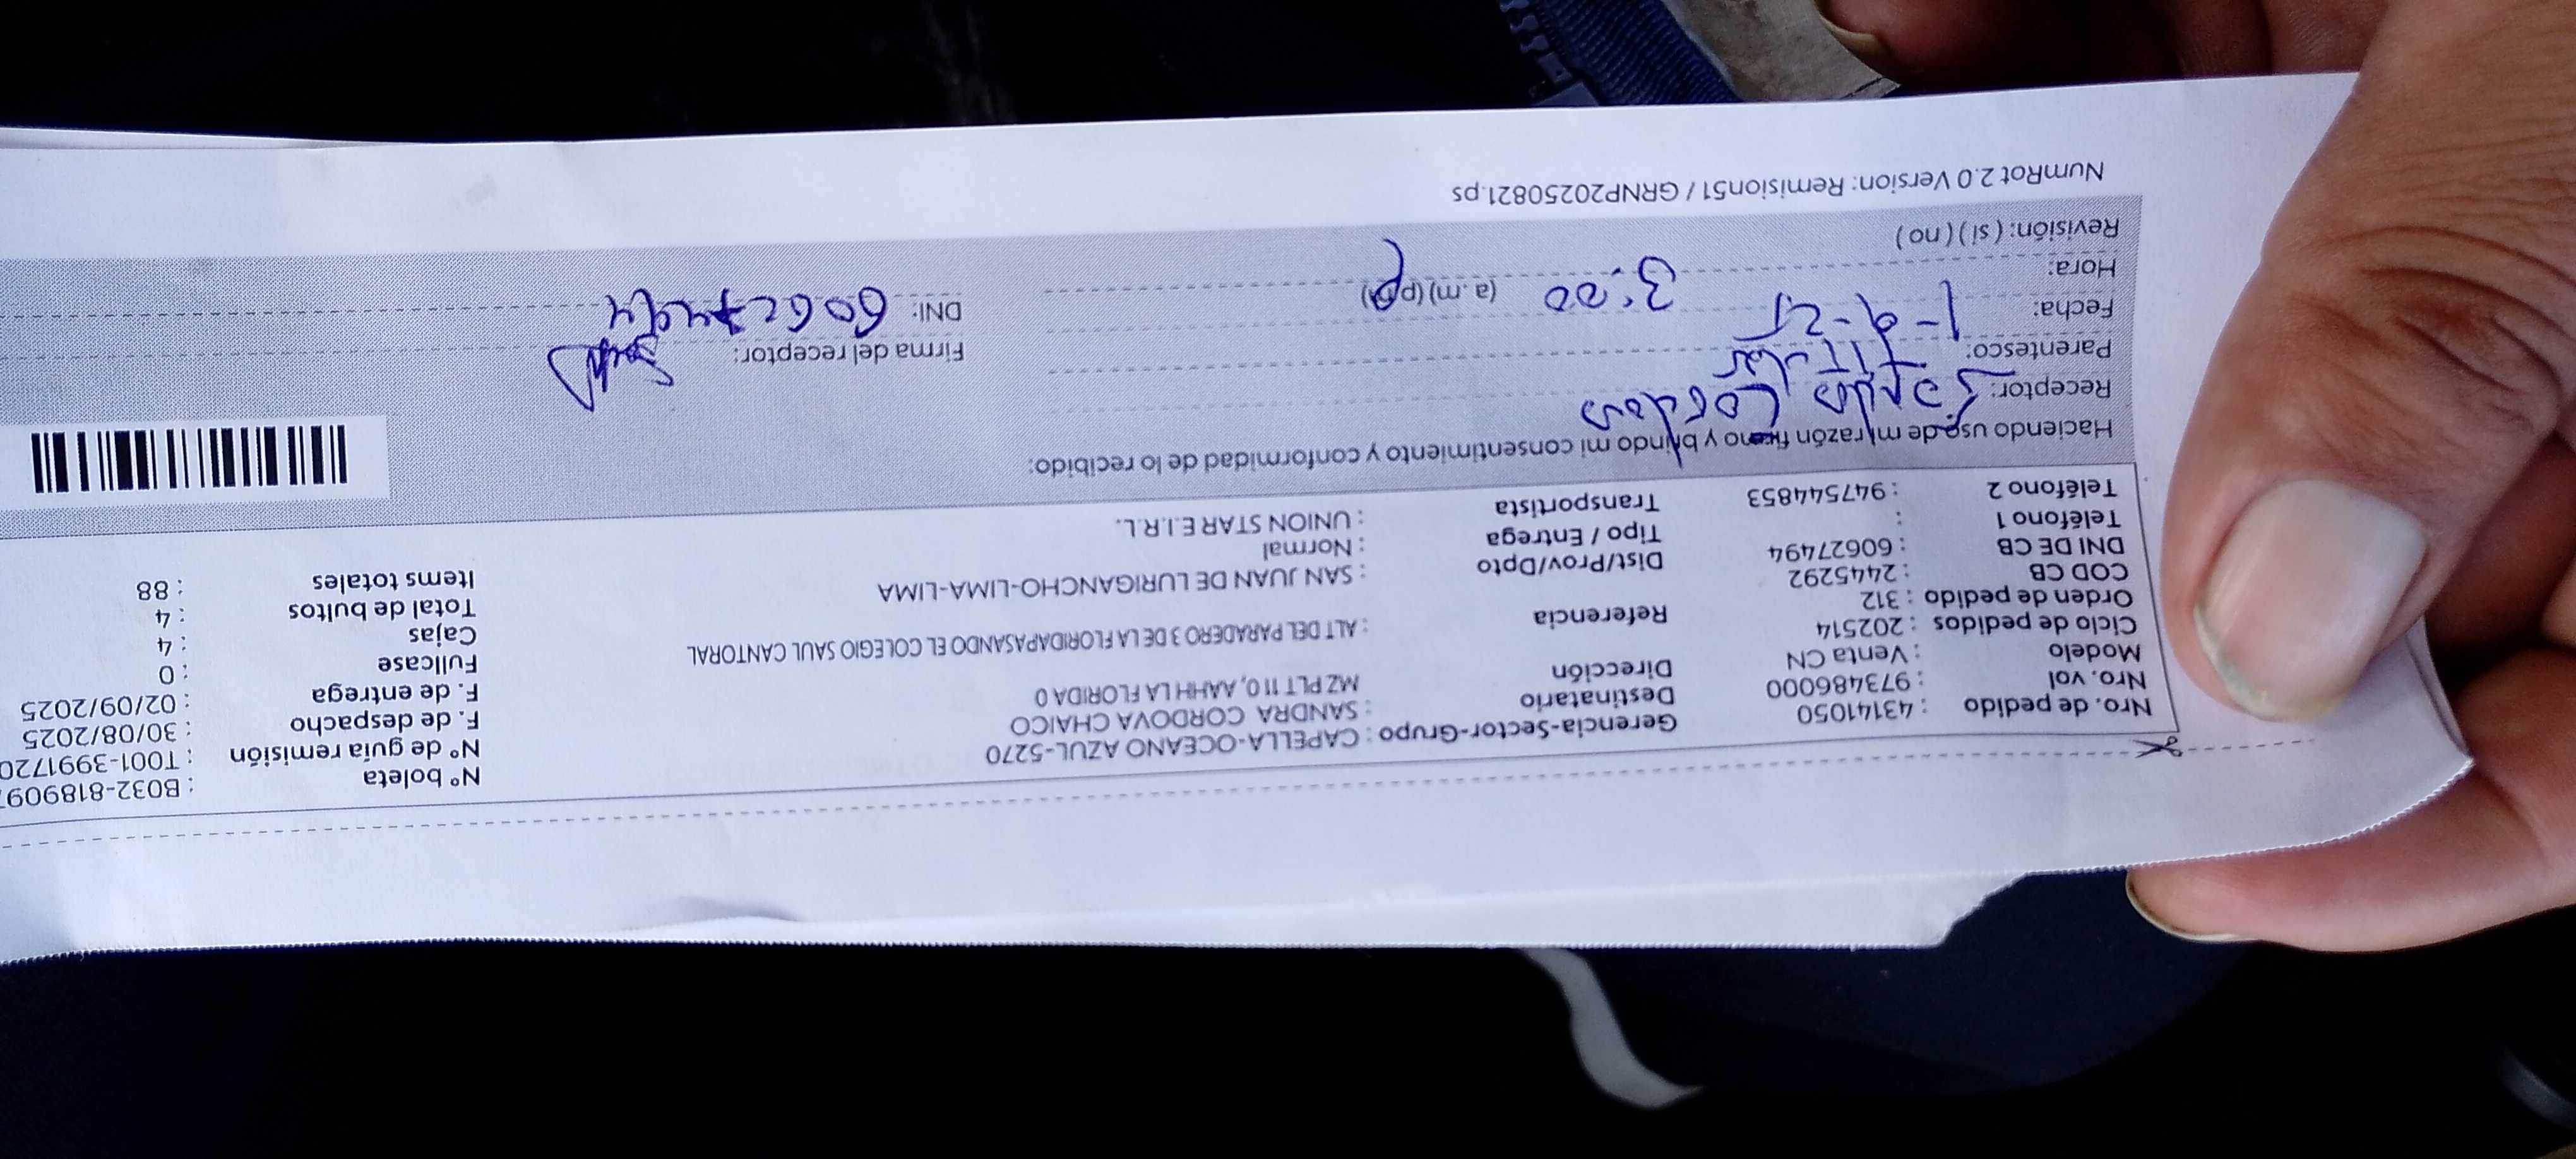 Nro. de pedido : 43141050
Nro. vol : 973486000
Modelo : Venta CN
Ciclo de pedidos : 202514
Orden de pedido : 312
COD CB : 2445292
DNI DE CB : 60627494
Teléfono 1 :
Teléfono 2 : 947544853
Gerencia-Sector-Grupo : CAPELLA-OCEANO AZUL-5270
Destinatario : SANDRA CORDOVA CHAICO
Dirección MZ PLT 11 0, AAHH LA FLORIDA 0
Referencia : ALT DEL PARADERO 3 DE LA FLORIDAPASANDO EL COLEGIO SAUL CANTORAL
Dist/Prov/Dpto : SAN JUAN DE LURIGANCHO-LIMA-LIMA
Tipo / Entrega : Normal
Transportista : UNION STAR E.I.R.L.
N° boleta : B032-818909
N° de guía remisión : T001-399172
F. de despacho : 30/08/2025
F. de entrega : 02/09/2025
Fullcase : 0
Cajas : 4
Total de bultos : 4
Items totales : 88
Haciendo uso de mi razón firmo y brindo mi consentimiento y conformidad de lo recibido:
Receptor: Cordova
Parentesco: Titular
Fecha: 1-9-25
Hora: 3:00 (a.m) (p.m)
Revisión: ( si ) ( no )
Firma del receptor:
DNI: 60627494
NumRot 2.0 Version: Remision51 / GRNP20250821.ps